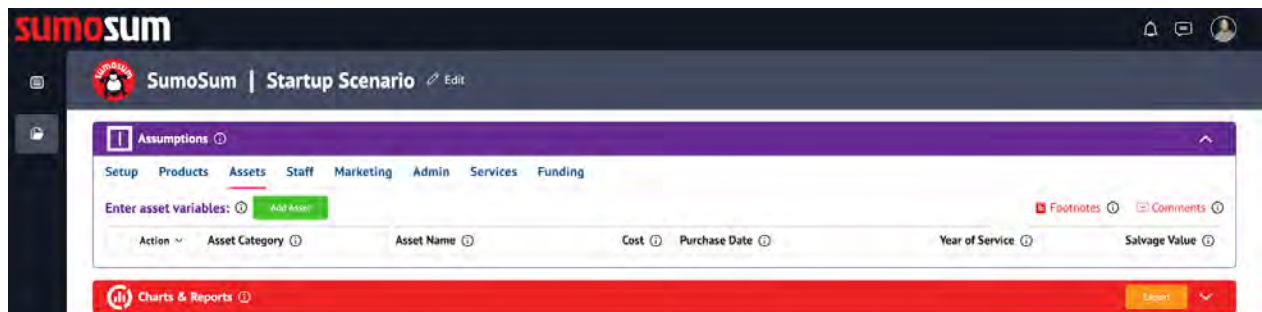 sumosum
sumosum
SumoSum | Startup Scenario Edit
Assumptions
Setup Products Assets Staff Marketing Admin Services Funding
Enter asset variables: Add Asset Footnotes Comments
Action Asset Category Asset Name Cost Purchase Date Year of Service Salvage Value
Charts & Reports Export